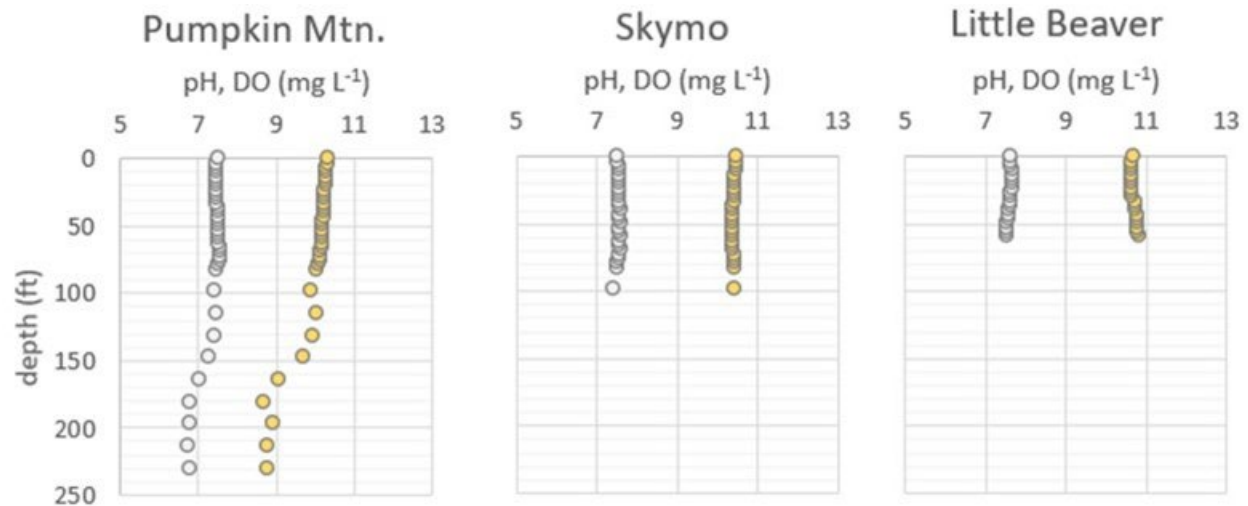 Pumpkin Mtn. Skymo Little Beaver
pH, DO (mg L⁻¹) pH, DO (mg L⁻¹) pH, DO (mg L⁻¹)
5 7 9 11 13 5 7 9 11 13 5 7 9 11 13
0
50
100
150
200
250
depth (ft)